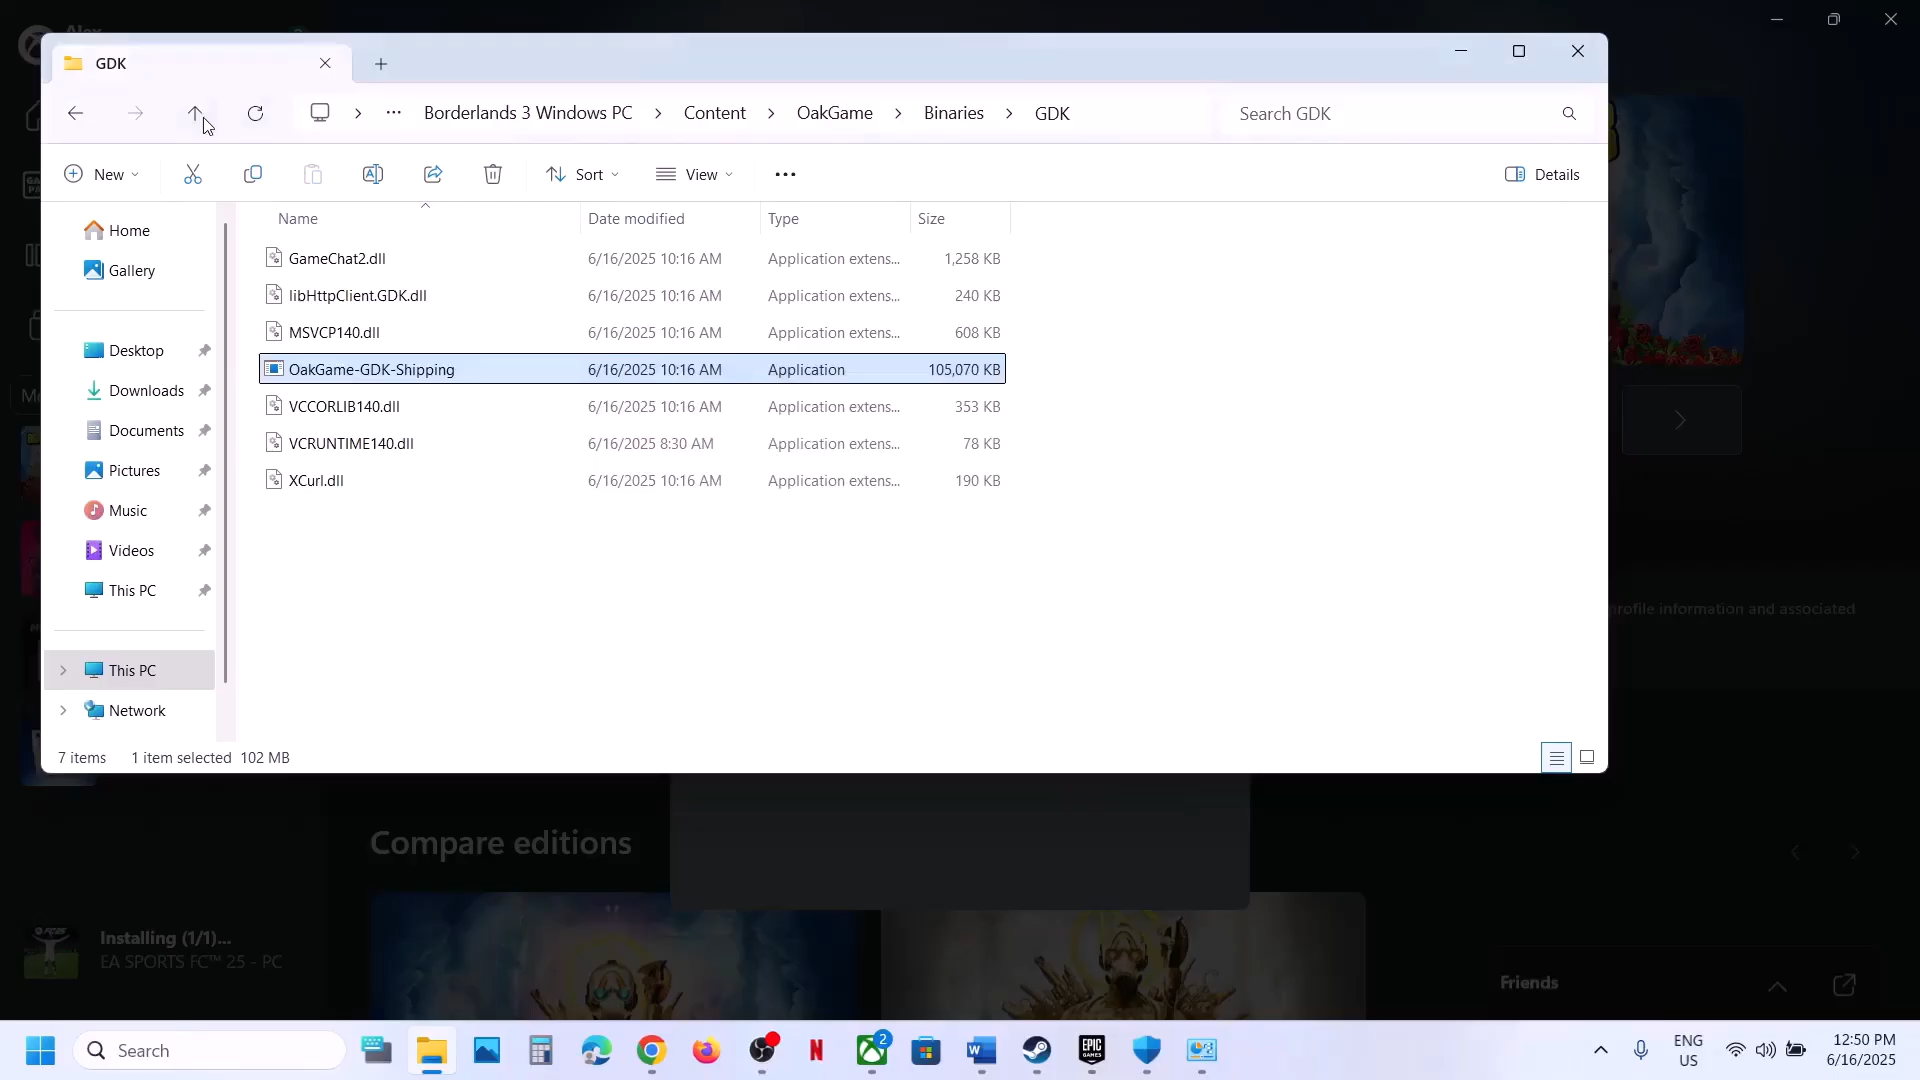 Alex
GDK
Borderlands 3 Windows PC > Content > OakGame > Binaries > GDK
Search GDK
New
Sort
View
Details
Name
Date modified
Type
Size
GameChat2.dll 6/16/2025 10:16 AM Application extens... 1,258 KB
libHttpClient.GDK.dll 6/16/2025 10:16 AM Application extens... 240 KB
MSVCP140.dll 6/16/2025 10:16 AM Application extens... 608 KB
OakGame-GDK-Shipping 6/16/2025 10:16 AM Application 105,070 KB
VCCORLIB140.dll 6/16/2025 10:16 AM Application extens... 353 KB
VCRUNTIME140.dll 6/16/2025 8:30 AM Application extens... 78 KB
XCurl.dll 6/16/2025 10:16 AM Application extens... 190 KB
Home
Gallery
Desktop
Downloads
Documents
Pictures
Music
Videos
This PC
This PC
Network
7 items 1 item selected 102 MB
profile information and associated
Compare editions
Installing (1/1)...
EA SPORTS FC™ 25 - PC
Friends
Search
2
ENG
US
12:50 PM
6/16/2025